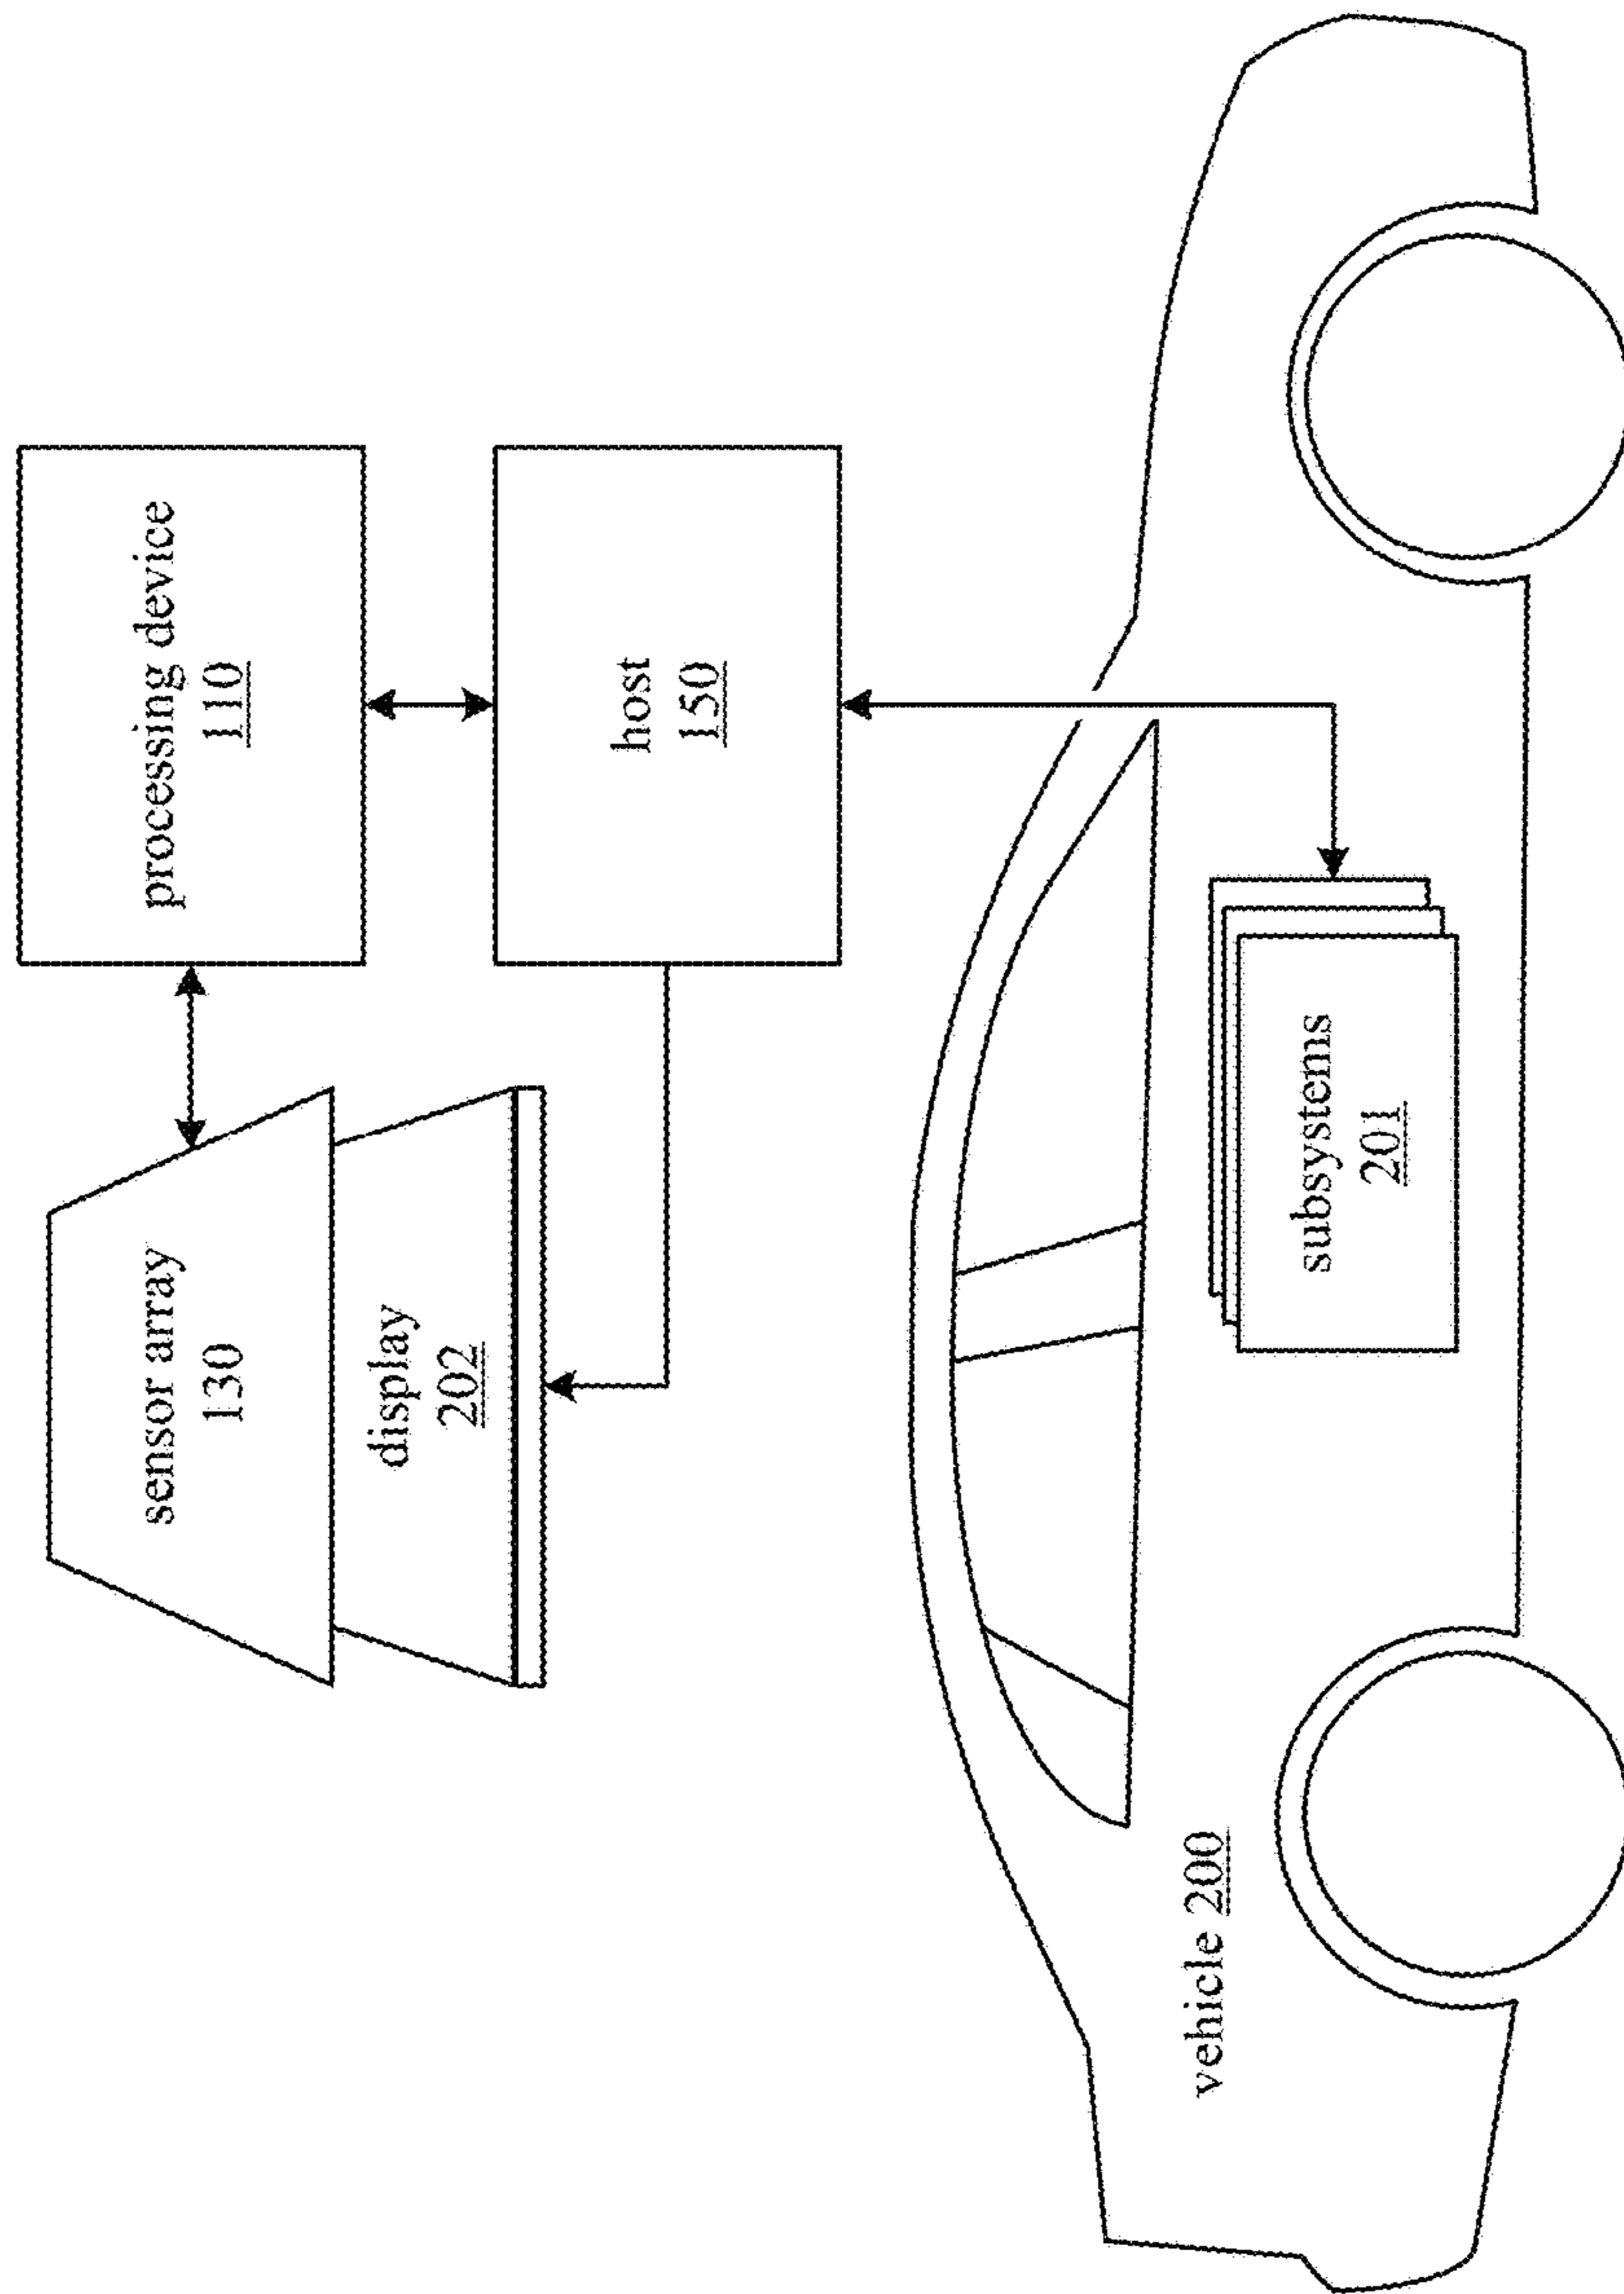 sensor array
130
display
202
processing device
110
host
150
vehicle 200
subsystems
201